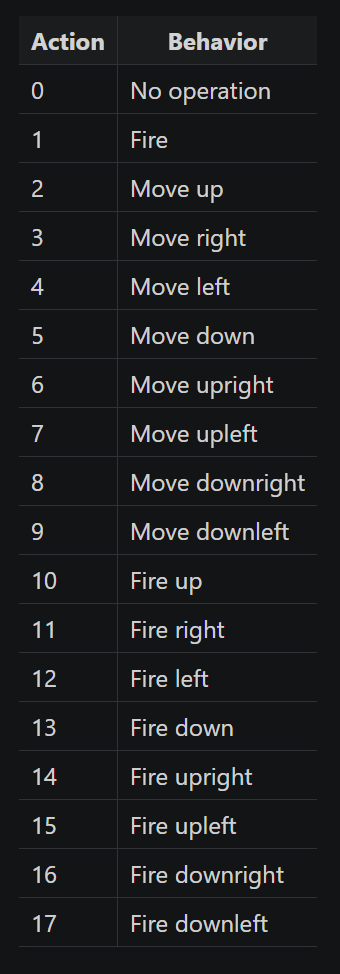 Action Behavior
0 No operation
1 Fire
2 Move up
3 Move right
4 Move left
5 Move down
6 Move upright
7 Move upleft
8 Move downright
9 Move downleft
10 Fire up
11 Fire right
12 Fire left
13 Fire down
14 Fire upright
15 Fire upleft
16 Fire downright
17 Fire downleft